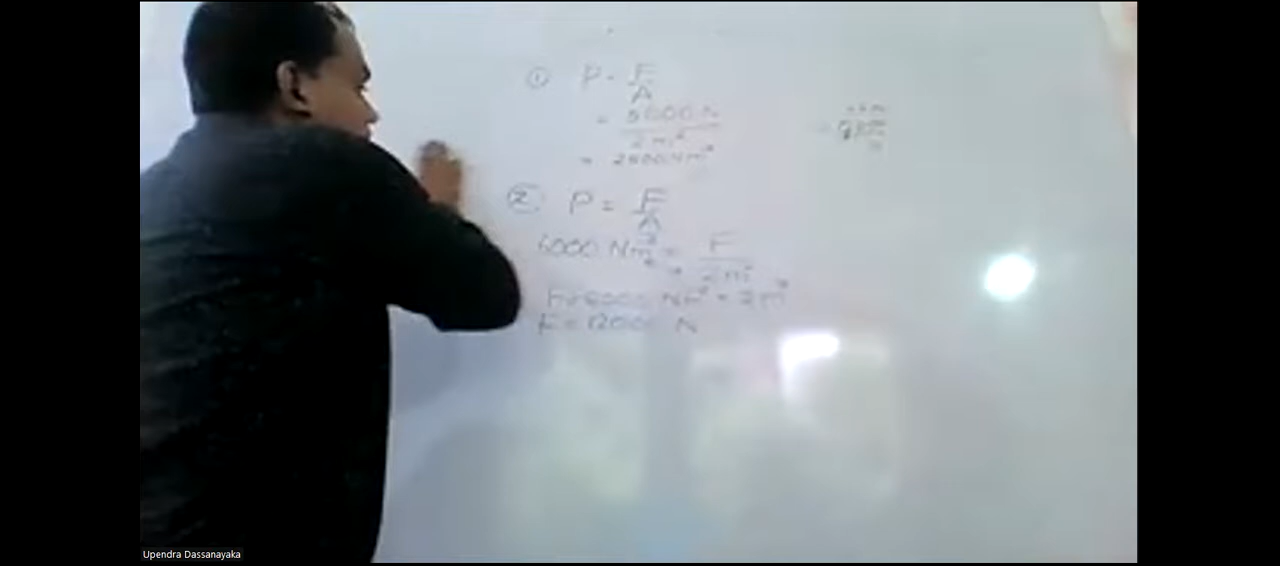 ① P = F/A
= 5000 N / 2 m²
= 2500 Nm⁻²
② P = F/A
6000 Nm⁻² = F / 2 m²
F = 6000 Nm⁻² × 2 m²
F = 12000 N
Upendra Dassanayaka